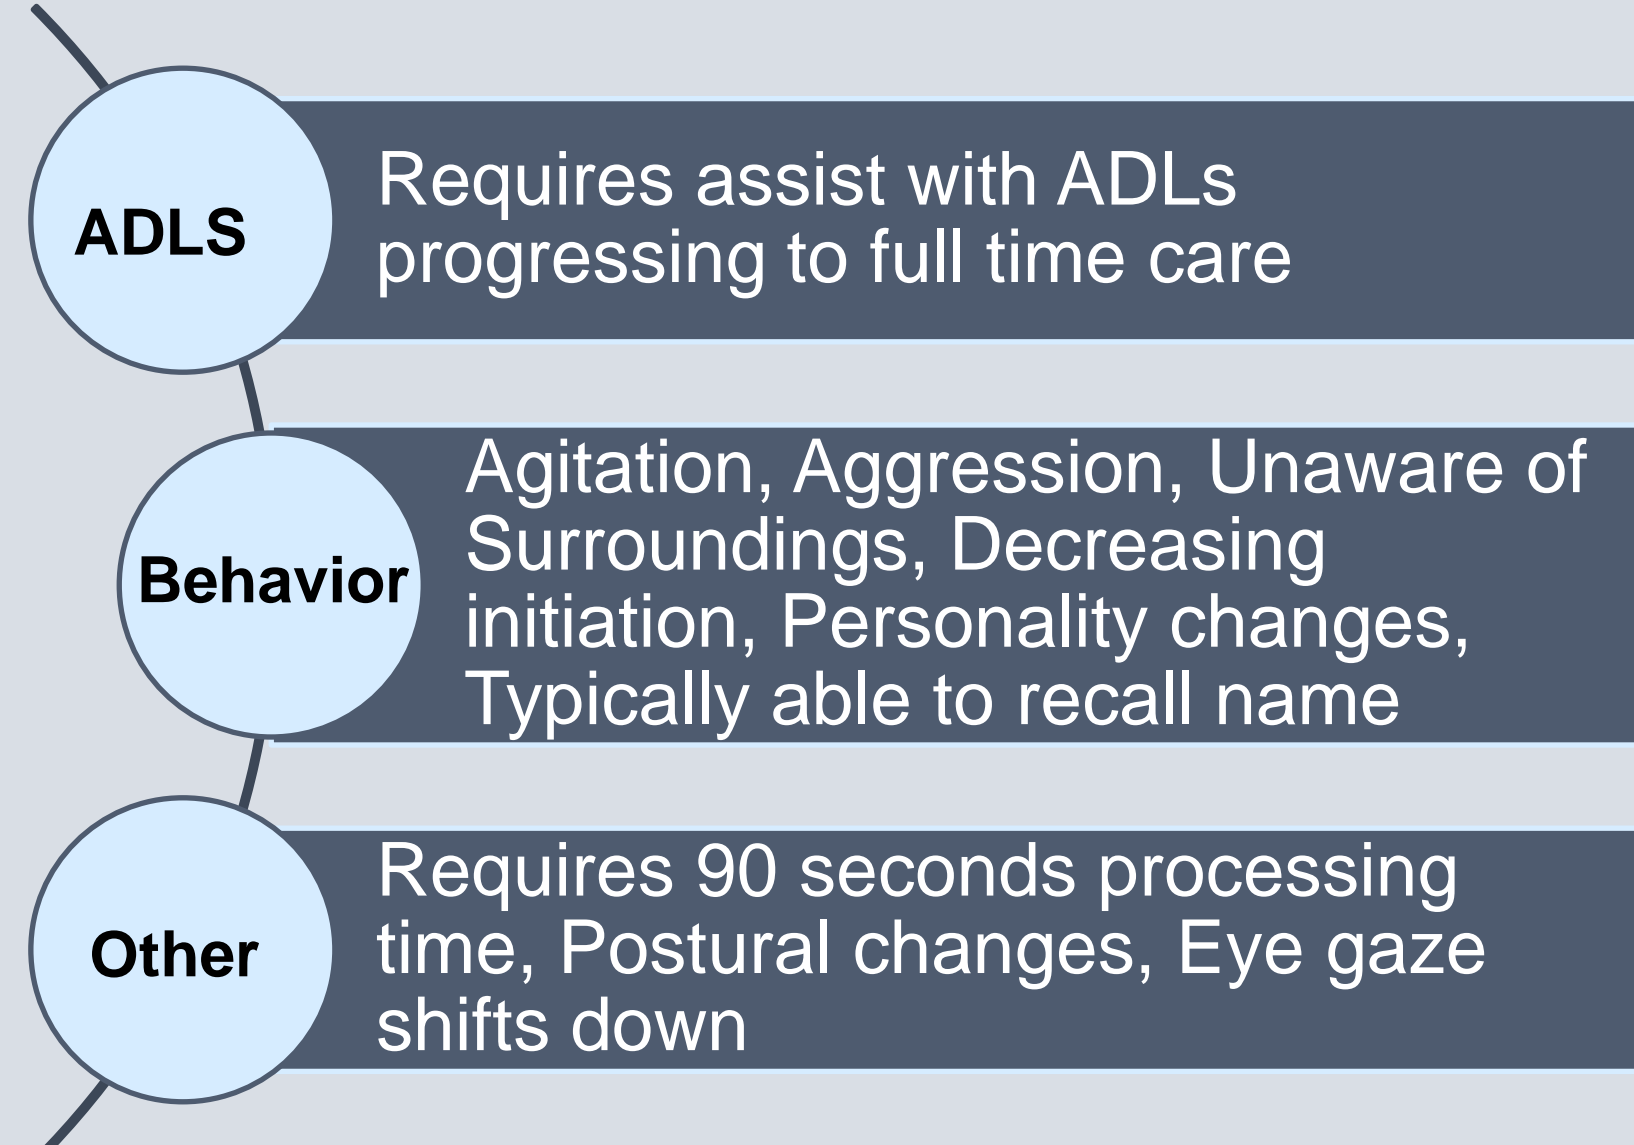 ADLS
Requires assist with ADLs
progressing to full time care
Behavior
Agitation, Aggression, Unaware of
Surroundings, Decreasing
initiation, Personality changes,
Typically able to recall name
Other
Requires 90 seconds processing
time, Postural changes, Eye gaze
shifts down